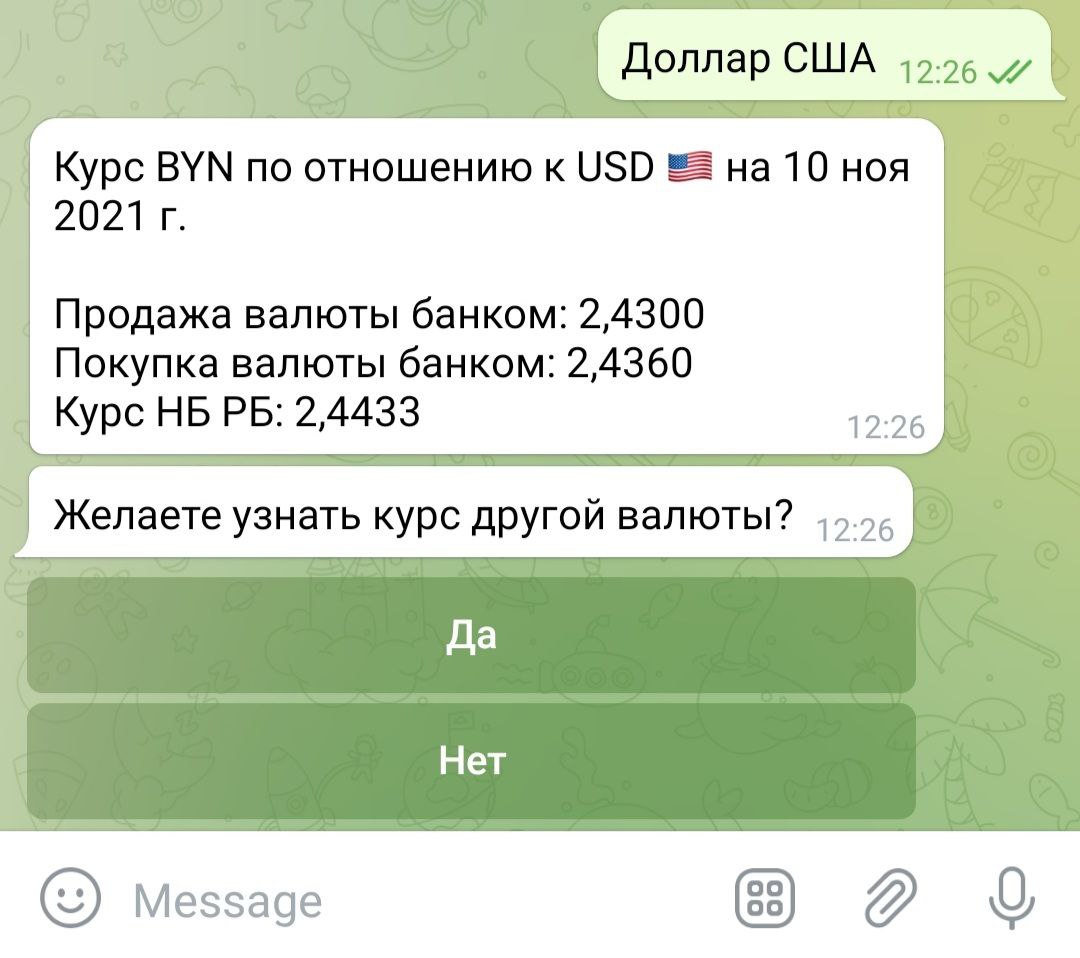 Доллар США 12:26
Курс BYN по отношению к USD 🇺🇸 на 10 ноя
2021 г.
Продажа валюты банком: 2,4300
Покупка валюты банком: 2,4360
Курс НБ РБ: 2,4433
12:26
Желаете узнать курс другой валюты? 12:26
Да
Нет
Message